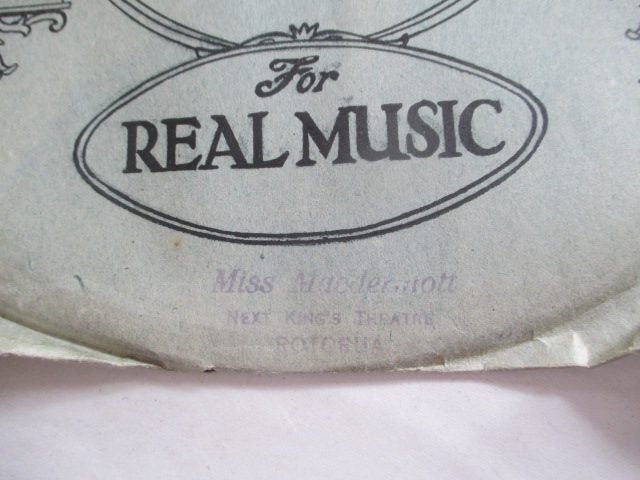 For
REAL MUSIC
Miss Macdermott
NEXT KING'S THEATRE
ROTORUA